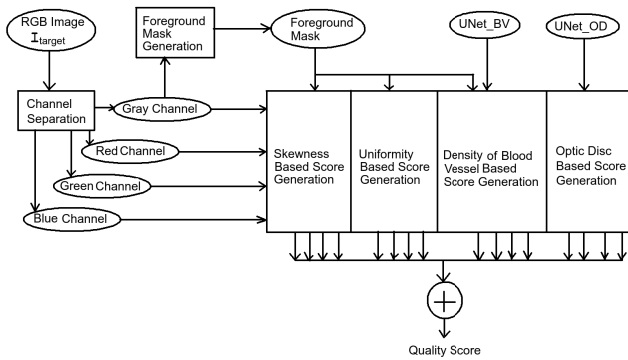 RGB Image
I target
Foreground
Mask
Generation
Foreground
Mask
UNet_BV
UNet_OD
Channel
Separation
Gray Channel
Red Channel
Green Channel
Blue Channel
Skewness
Based Score
Generation
Uniformity
Based Score
Generation
Density of Blood
Vessel Based
Score Generation
Optic Disc
Based Score
Generation
Quality Score